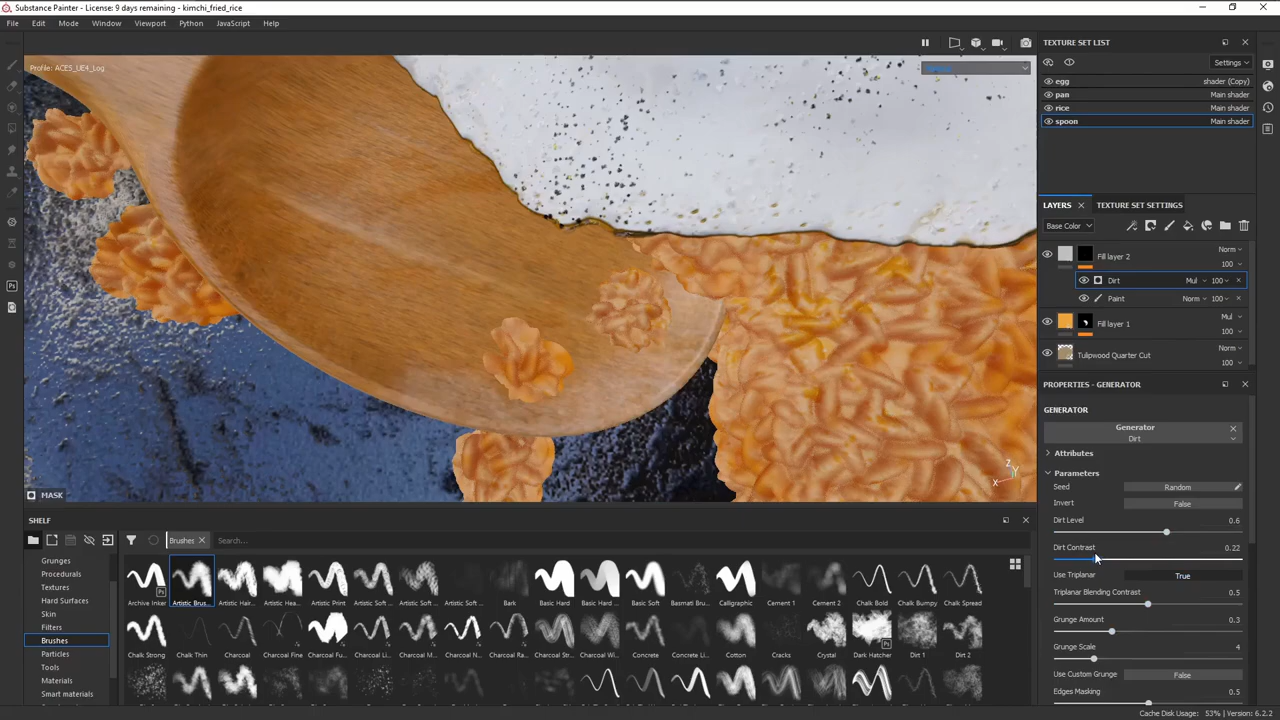 Substance Painter - License: 9 days remaining - kimchi_fried_rice
File Edit Mode Window Viewport Python JavaScript Help
Profile: ACES_UE4_Log
MASK
Z
Y
X
TEXTURE SET LIST
Settings
egg shader (Copy)
pan Main shader
rice Main shader
spoon Main shader
LAYERS TEXTURE SET SETTINGS
Base Color
Fill layer 2 Norm 100
Dirt Mul 100
Paint Norm 100
Fill layer 1 Mul 100
Tulipwood Quarter Cut Norm 100
PROPERTIES - GENERATOR
GENERATOR
Generator
Dirt
Attributes
Parameters
Seed Random
Invert False
Dirt Level 0.6
Dirt Contrast 0.22
Use Triplanar True
Triplanar Blending Contrast 0.5
Grunge Amount 0.3
Grunge Scale 4
Use Custom Grunge False
Edges Masking 0.5
SHELF
Brushes Search...
Grunges
Procedurals
Textures
Hard Surfaces
Skin
Filters
Brushes
Particles
Tools
Materials
Smart materials
Archive Inker Artistic Brus... Artistic Hair... Artistic Hea... Artistic Print Artistic Soft ... Artistic Soft ... Artistic Soft ... Bark Basic Hard Basic Hard ... Basic Soft Basmati Bru... Calligraphic Cement 1 Cement 2 Chalk Bold Chalk Bumpy Chalk Spread
Chalk Strong Chalk Thin Charcoal Charcoal Fine Charcoal Fu... Charcoal Li... Charcoal M... Charcoal N... Charcoal Ra... Charcoal Str... Charcoal Wi... Concrete Concrete Li... Cotton Cracks Crystal Dark Hatcher Dirt 1 Dirt 2
Cache Disk Usage: 53% | Version: 6.2.2